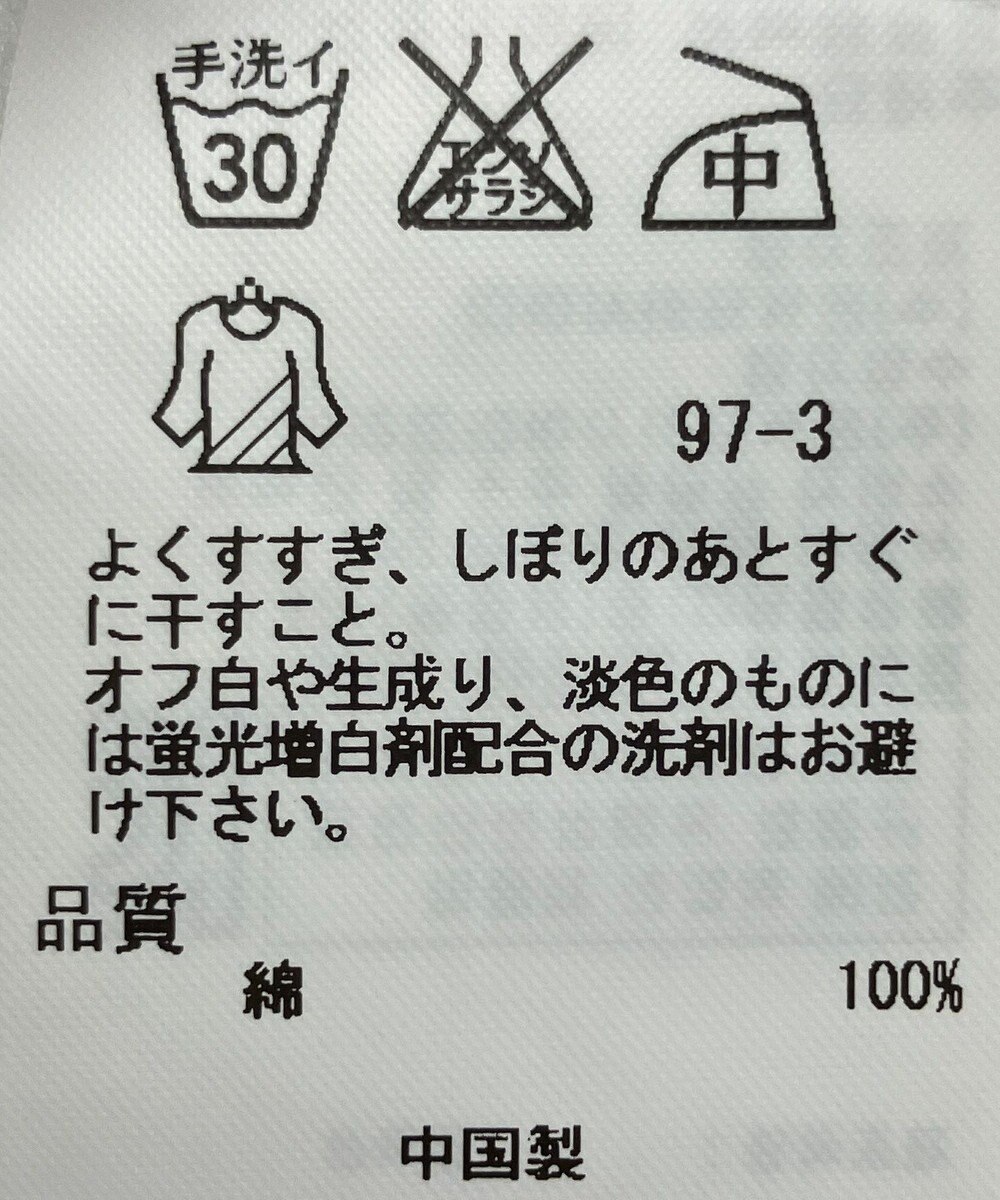 手洗イ
30
エンソ
サラシ
中
97-3
よくすすぎ、しぼりのあとすぐ
に干すこと。
オフ白や生成り、淡色のものに
は蛍光増白剤配合の洗剤はお避
け下さい。
品質
綿 100%
中国製